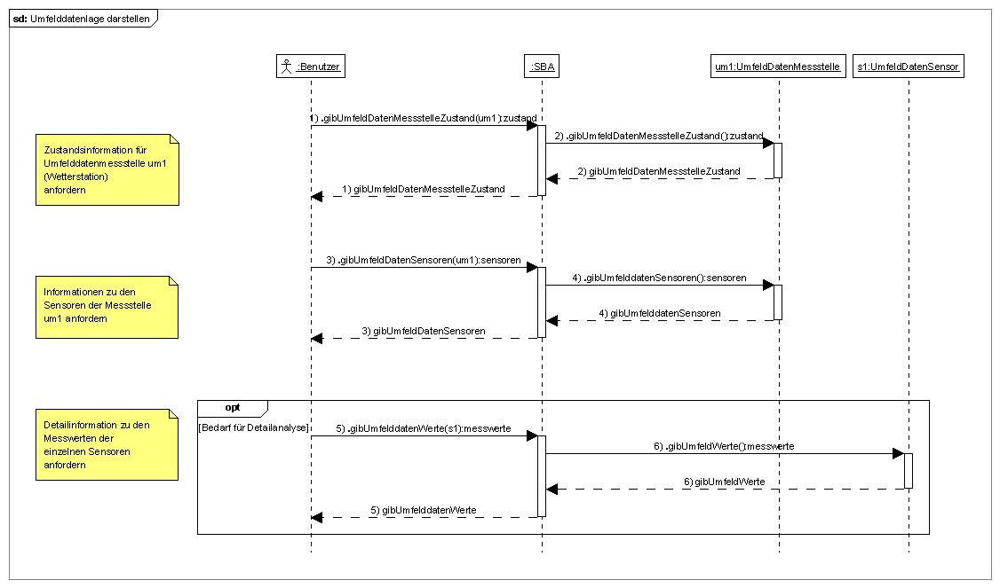 sd: Umfelddatenlage darstellen
:Benutzer
:SBA
um1:UmfeldDatenMessstelle
s1:UmfeldDatenSensor
1) .gibUmfeldDatenMessstelleZustand(um1):zustand
2) .gibUmfeldDatenMessstelleZustand():zustand
Zustandsinformation für
Umfelddatenmessstelle um1
(Wetterstation)
anfordern
2) gibUmfeldDatenMessstelleZustand
1) gibUmfeldDatenMessstelleZustand
3) .gibUmfeldDatenSensoren(um1):sensoren
4) .gibUmfelddatenSensoren():sensoren
Informationen zu den
Sensoren der Messstelle
um1 anfordern
4) gibUmfelddatenSensoren
3) gibUmfeldDatenSensoren
opt
Detailinformation zu den
Messwerten der
einzelnen Sensoren
anfordern
[Bedarf für Detailanalyse]
5) .gibUmfelddatenWerte(s1):messwerte
6) .gibUmfeldWerte():messwerte
6) gibUmfeldWerte
5) gibUmfelddatenWerte